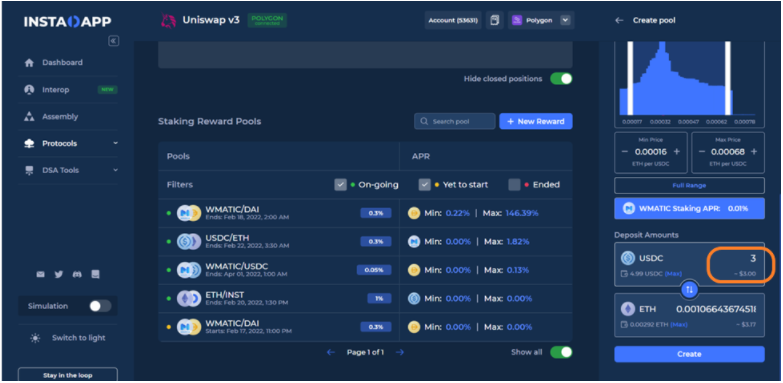 INSTADAPP
Uniswap v3
POLYGON
connected
Account (53631)
Polygon
Create pool
Dashboard
Interop
NEW
Assembly
Protocols
DSA Tools
Simulation
Switch to light
Stay in the loop
Hide closed positions
Staking Reward Pools
Search pool
+ New Reward
Pools
APR
Filters
On-going
Yet to start
Ended
WMATIC/DAI
Ends: Feb 18, 2022, 2:00 AM
0.3%
Min: 0.22% | Max: 146.39%
USDC/ETH
Ends: Feb 22, 2022, 3:30 AM
0.3%
Min: 0.00% | Max: 1.82%
WMATIC/USDC
Ends: Apr 01, 2022, 1:00 AM
0.05%
Min: 0.00% | Max: 0.13%
ETH/INST
Ends: Feb 26, 2022, 1:30 PM
1%
Min: 0.00% | Max: 0.00%
WMATIC/DAI
Starts: Feb 17, 2022, 11:00 PM
0.3%
Min: 0.00% | Max: 0.00%
Page 1 of 1
Show all
0.00017 0.00032 0.00047 0.00062 0.00078
Min Price
- 0.00016 +
ETH per USDC
Max Price
- 0.00068 +
ETH per USDC
Full Range
WMATIC Staking APR: 0.01%
Deposit Amounts
USDC
3
4.99 USDC (Max)
~ $3.00
ETH
0.0010664367451
0.00292 ETH (Max)
~ $3.17
Create